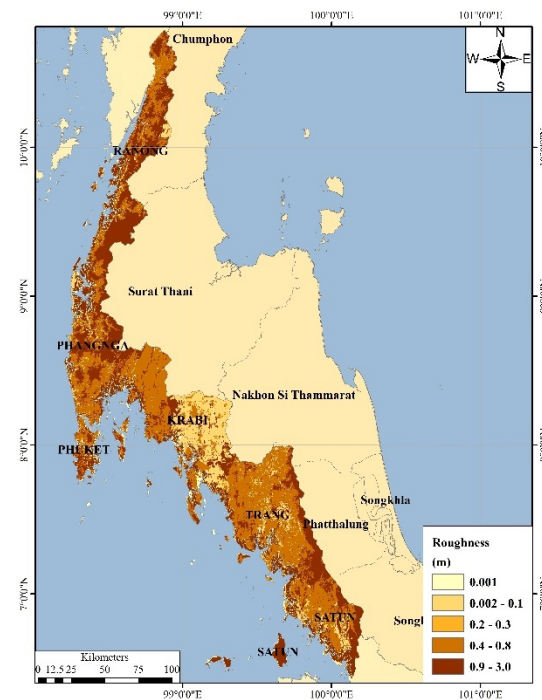 99°0'0"E 100°0'0"E 101°0'0"E
N
W E
S
Chumphon
10°0'0"N
RANONG
9°0'0"N
Surat Thani
PHANGNGA
Nakhon Si Thammarat
KRABI
8°0'0"N
PHUKET
Songkhla
TRANG
Phatthalung
Roughness
(m)
0.001
0.002 - 0.1
0.2 - 0.3
0.4 - 0.8
0.9 - 3.0
7°0'0"N
SATUN
Songl
SATUN
Kilometers
0 12.5 25 50 75 100
99°0'0"E 100°0'0"E 101°0'0"E